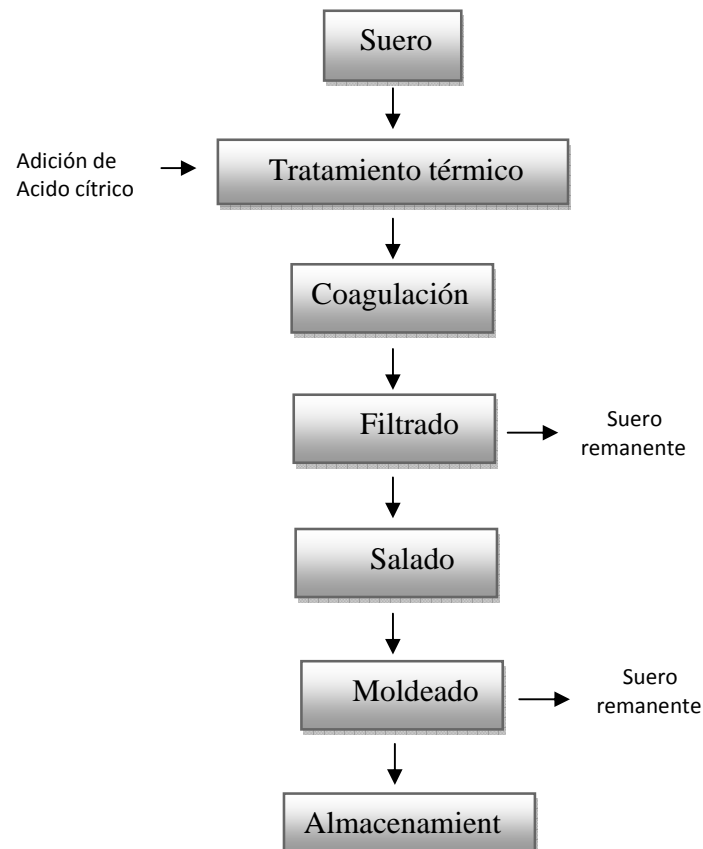 Suero
Adición de
Acido cítrico
Tratamiento térmico
Coagulación
Filtrado
Suero
remanente
Salado
Moldeado
Suero
remanente
Almacenamient